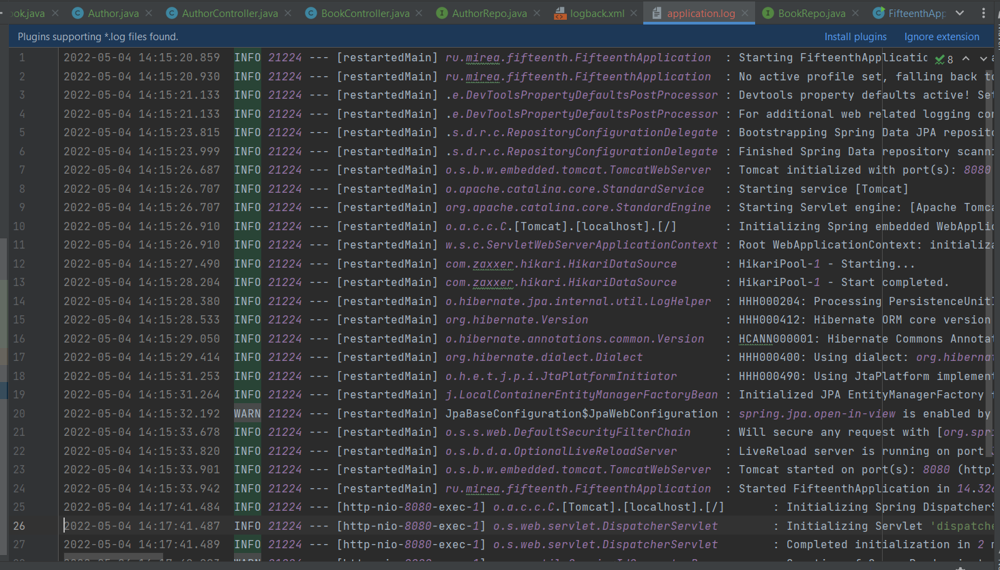 ok.java Author.java AuthorController.java BookController.java AuthorRepo.java logback.xml application.log BookRepo.java FifteenthApp
Plugins supporting *.log files found. Install plugins Ignore extension
1 2022-05-04 14:15:20.859 INFO 21224 --- [restartedMain] ru.mirea.fifteenth.FifteenthApplication : Starting FifteenthApplicatic 8
2 2022-05-04 14:15:20.930 INFO 21224 --- [restartedMain] ru.mirea.fifteenth.FifteenthApplication : No active profile set, falling back to
3 2022-05-04 14:15:21.133 INFO 21224 --- [restartedMain] .e.DevToolsPropertyDefaultsPostProcessor : Devtools property defaults active! Set
4 2022-05-04 14:15:21.133 INFO 21224 --- [restartedMain] .e.DevToolsPropertyDefaultsPostProcessor : For additional web related logging con
5 2022-05-04 14:15:23.815 INFO 21224 --- [restartedMain] .s.d.r.c.RepositoryConfigurationDelegate : Bootstrapping Spring Data JPA reposito
6 2022-05-04 14:15:23.999 INFO 21224 --- [restartedMain] .s.d.r.c.RepositoryConfigurationDelegate : Finished Spring Data repository scanni
7 2022-05-04 14:15:26.687 INFO 21224 --- [restartedMain] o.s.b.w.embedded.tomcat.TomcatWebServer : Tomcat initialized with port(s): 8080
8 2022-05-04 14:15:26.707 INFO 21224 --- [restartedMain] o.apache.catalina.core.StandardService : Starting service [Tomcat]
9 2022-05-04 14:15:26.707 INFO 21224 --- [restartedMain] org.apache.catalina.core.StandardEngine : Starting Servlet engine: [Apache Tomca
10 2022-05-04 14:15:26.910 INFO 21224 --- [restartedMain] o.a.c.c.C.[Tomcat].[localhost].[/] : Initializing Spring embedded WebApplic
11 2022-05-04 14:15:26.910 INFO 21224 --- [restartedMain] w.s.c.ServletWebServerApplicationContext : Root WebApplicationContext: initializa
12 2022-05-04 14:15:27.490 INFO 21224 --- [restartedMain] com.zaxxer.hikari.HikariDataSource : HikariPool-1 - Starting...
13 2022-05-04 14:15:28.204 INFO 21224 --- [restartedMain] com.zaxxer.hikari.HikariDataSource : HikariPool-1 - Start completed.
14 2022-05-04 14:15:28.380 INFO 21224 --- [restartedMain] o.hibernate.jpa.internal.util.LogHelper : HHH000204: Processing PersistenceUnitI
15 2022-05-04 14:15:28.533 INFO 21224 --- [restartedMain] org.hibernate.Version : HHH000412: Hibernate ORM core version
16 2022-05-04 14:15:29.050 INFO 21224 --- [restartedMain] o.hibernate.annotations.common.Version : HCANN000001: Hibernate Commons Annotat
17 2022-05-04 14:15:29.414 INFO 21224 --- [restartedMain] org.hibernate.dialect.Dialect : HHH000400: Using dialect: org.hibernat
18 2022-05-04 14:15:31.253 INFO 21224 --- [restartedMain] o.h.e.t.j.p.i.JtaPlatformInitiator : HHH000490: Using JtaPlatform implement
19 2022-05-04 14:15:31.264 INFO 21224 --- [restartedMain] j.LocalContainerEntityManagerFactoryBean : Initialized JPA EntityManagerFactory f
20 2022-05-04 14:15:32.192 WARN 21224 --- [restartedMain] JpaBaseConfiguration$JpaWebConfiguration : spring.jpa.open-in-view is enabled by
21 2022-05-04 14:15:33.678 INFO 21224 --- [restartedMain] o.s.s.web.DefaultSecurityFilterChain : Will secure any request with [org.spri
22 2022-05-04 14:15:33.820 INFO 21224 --- [restartedMain] o.s.b.d.a.OptionalLiveReloadServer : LiveReload server is running on port
23 2022-05-04 14:15:33.901 INFO 21224 --- [restartedMain] o.s.b.w.embedded.tomcat.TomcatWebServer : Tomcat started on port(s): 8080 (http)
24 2022-05-04 14:15:33.942 INFO 21224 --- [restartedMain] ru.mirea.fifteenth.FifteenthApplication : Started FifteenthApplication in 14.326
25 2022-05-04 14:17:41.484 INFO 21224 --- [http-nio-8080-exec-1] o.a.c.c.C.[Tomcat].[localhost].[/] : Initializing Spring DispatcherS
26 2022-05-04 14:17:41.487 INFO 21224 --- [http-nio-8080-exec-1] o.s.web.servlet.DispatcherServlet : Initializing Servlet 'dispatche
27 2022-05-04 14:17:41.489 INFO 21224 --- [http-nio-8080-exec-1] o.s.web.servlet.DispatcherServlet : Completed initialization in 2 m